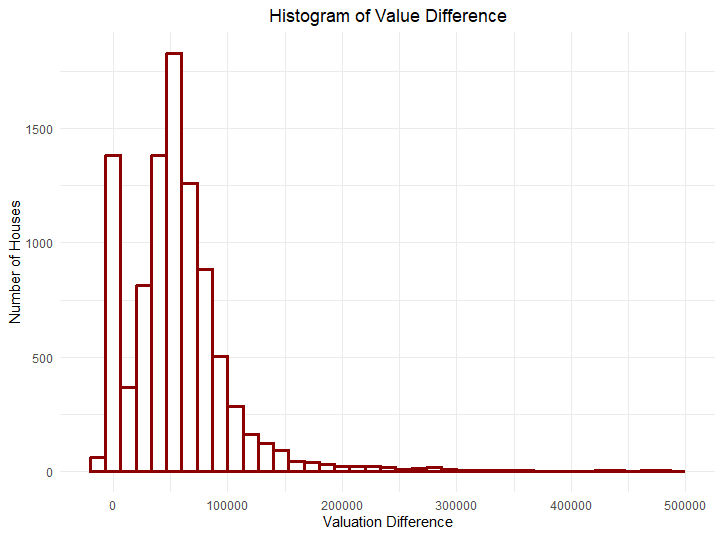 Histogram of Value Difference
1500
1000
500
0
Number of Houses
0 100000 200000 300000 400000 500000
Valuation Difference